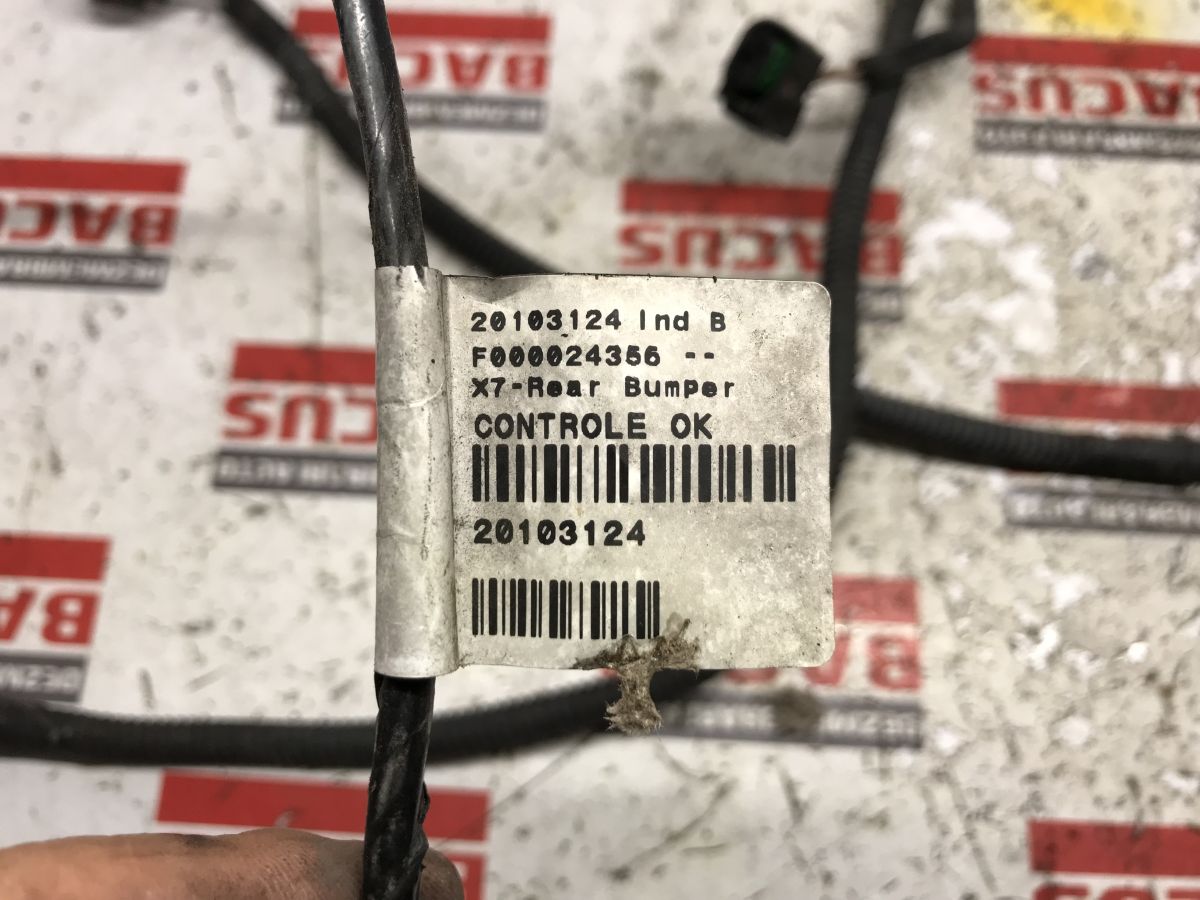 20103124 Ind B
F000024356 --
X7-Rear Bumper
CONTROLE OK
20103124
BACUS
BACUS
BACUS
BACUS
BACUS